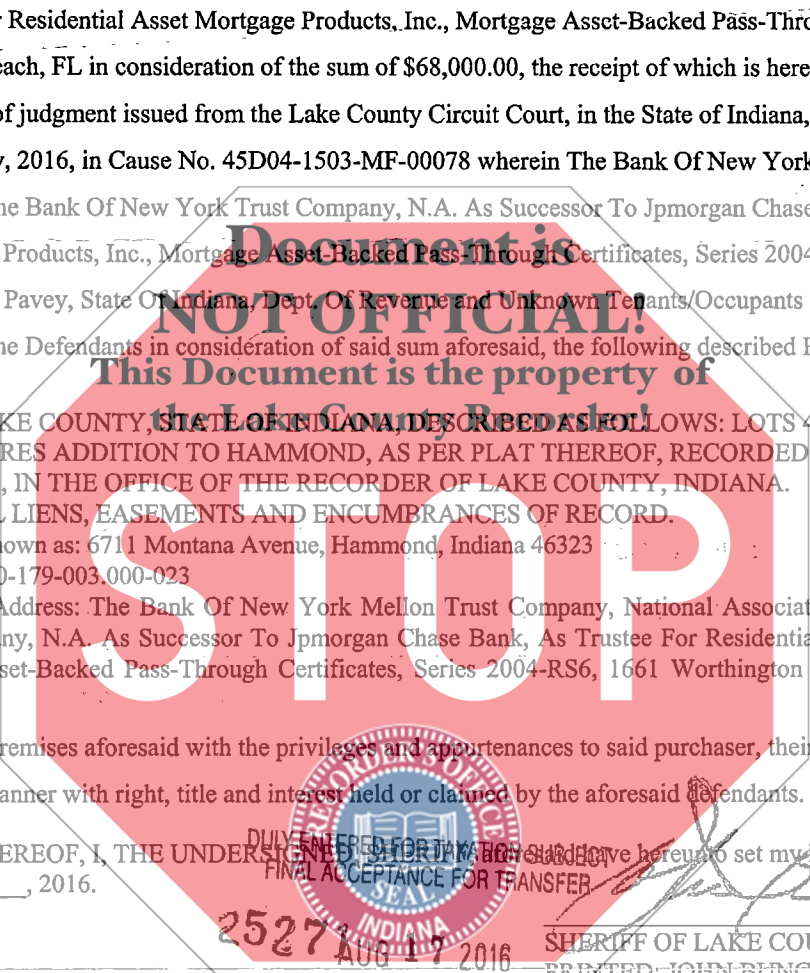 r Residential Asset Mortgage Products, Inc., Mortgage Asset-Backed Pass-Thro
each, FL in consideration of the sum of $68,000.00, the receipt of which is here
of judgment issued from the Lake County Circuit Court, in the State of Indiana,
y, 2016, in Cause No. 45D04-1503-MF-00078 wherein The Bank Of New York
he Bank Of New York Trust Company, N.A. As Successor To Jpmorgan Chase
Document is
Products, Inc., Mortgage Asset-Backed Pass-Through Certificates, Series 2004
Pavey, State Of Indiana, Dept. Of Revenue and Unknown Tenants/Occupants
NOT OFFICIAL!
he Defendants in consideration of said sum aforesaid, the following described R
This Document is the property of
the Lake County Recorder!
KE COUNTY, STATE OF INDIANA, DESCRIBED AS FOLLOWS: LOTS 4
RES ADDITION TO HAMMOND, AS PER PLAT THEREOF, RECORDED
, IN THE OFFICE OF THE RECORDER OF LAKE COUNTY, INDIANA.
LIENS, EASEMENTS AND ENCUMBRANCES OF RECORD.
STOP
own as: 6711 Montana Avenue, Hammond, Indiana 46323
0-179-003.000-023
Address: The Bank Of New York Mellon Trust Company, National Associat
ny, N.A. As Successor To Jpmorgan Chase Bank, As Trustee For Residentia
set-Backed Pass-Through Certificates, Series 2004-RS6, 1661 Worthington
remises aforesaid with the privileges and appurtenances to said purchaser, their
anner with right, title and interest held or claimed by the aforesaid defendants.
RECORDER'S OFFICE
SEAL
INDIANA
DULY ENTERED FOR TAXATION SUBJECT
FINAL ACCEPTANCE FOR TRANSFER
EREOF, I, THE UNDERSIGNED, SHERIFF aforesaid have hereunto set my
, 2016.
2527
AUG 17 2016
SHERIFF OF LAKE COU